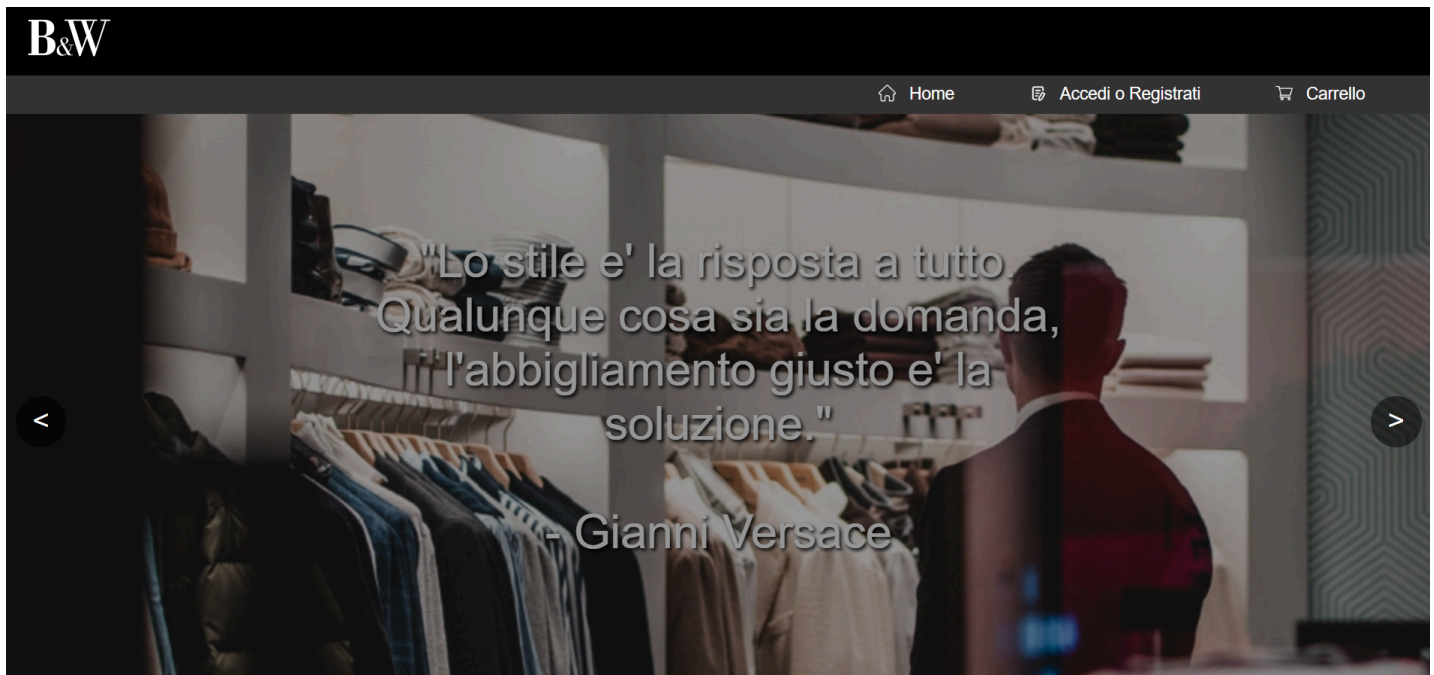 B&W
Home
Accedi o Registrati
Carrello
"Lo stile e' la risposta a tutto.
Qualunque cosa sia la domanda,
l'abbigliamento giusto e' la
soluzione."
- Gianni Versace
<
>